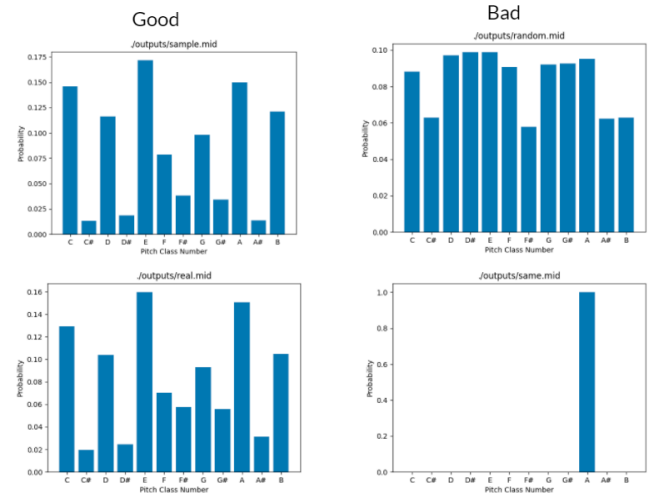 Good
Bad
./outputs/sample.mid
0.175
0.150
0.125
0.100
0.075
0.050
0.025
0.000
Probability
C C# D D# E F F# G G# A A# B
Pitch Class Number
./outputs/random.mid
0.10
0.08
0.06
0.04
0.02
0.00
Probability
C C# D D# E F F# G G# A A# B
Pitch Class Number
./outputs/real.mid
0.16
0.14
0.12
0.10
0.08
0.06
0.04
0.02
0.00
Probability
C C# D D# E F F# G G# A A# B
Pitch Class Number
./outputs/same.mid
1.0
0.8
0.6
0.4
0.2
0.0
Probability
C C# D D# E F F# G G# A A# B
Pitch Class Number